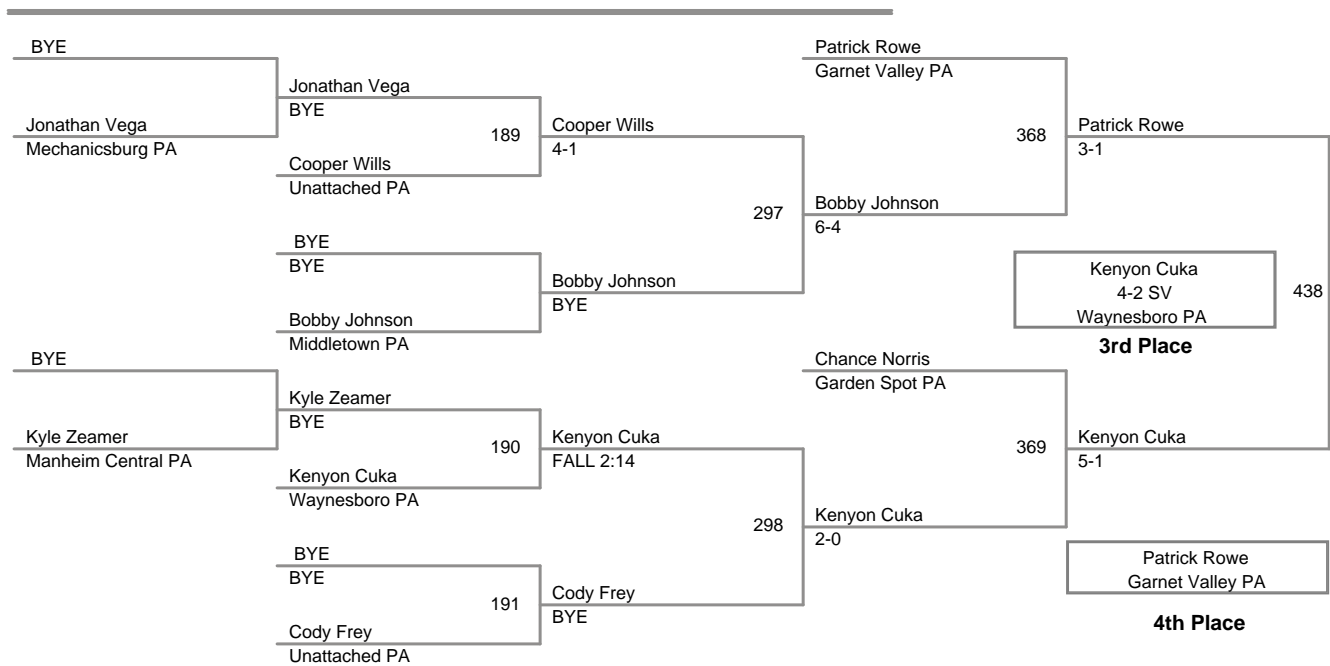 BYE
Jonathan Vega
Mechanicsburg PA
Jonathan Vega
BYE
Cooper Wills
Unattached PA
189
Cooper Wills
4-1
BYE
BYE
Bobby Johnson
Middletown PA
Bobby Johnson
BYE
297
Bobby Johnson
6-4
Patrick Rowe
Garnet Valley PA
368
Patrick Rowe
3-1
BYE
Kyle Zeamer
Manheim Central PA
Kyle Zeamer
BYE
Kenyon Cuka
Waynesboro PA
190
Kenyon Cuka
FALL 2:14
BYE
BYE
Cody Frey
Unattached PA
191
Cody Frey
BYE
298
Kenyon Cuka
2-0
Chance Norris
Garden Spot PA
369
Kenyon Cuka
5-1
438
Kenyon Cuka
4-2 SV
Waynesboro PA
3rd Place
Patrick Rowe
Garnet Valley PA
4th Place